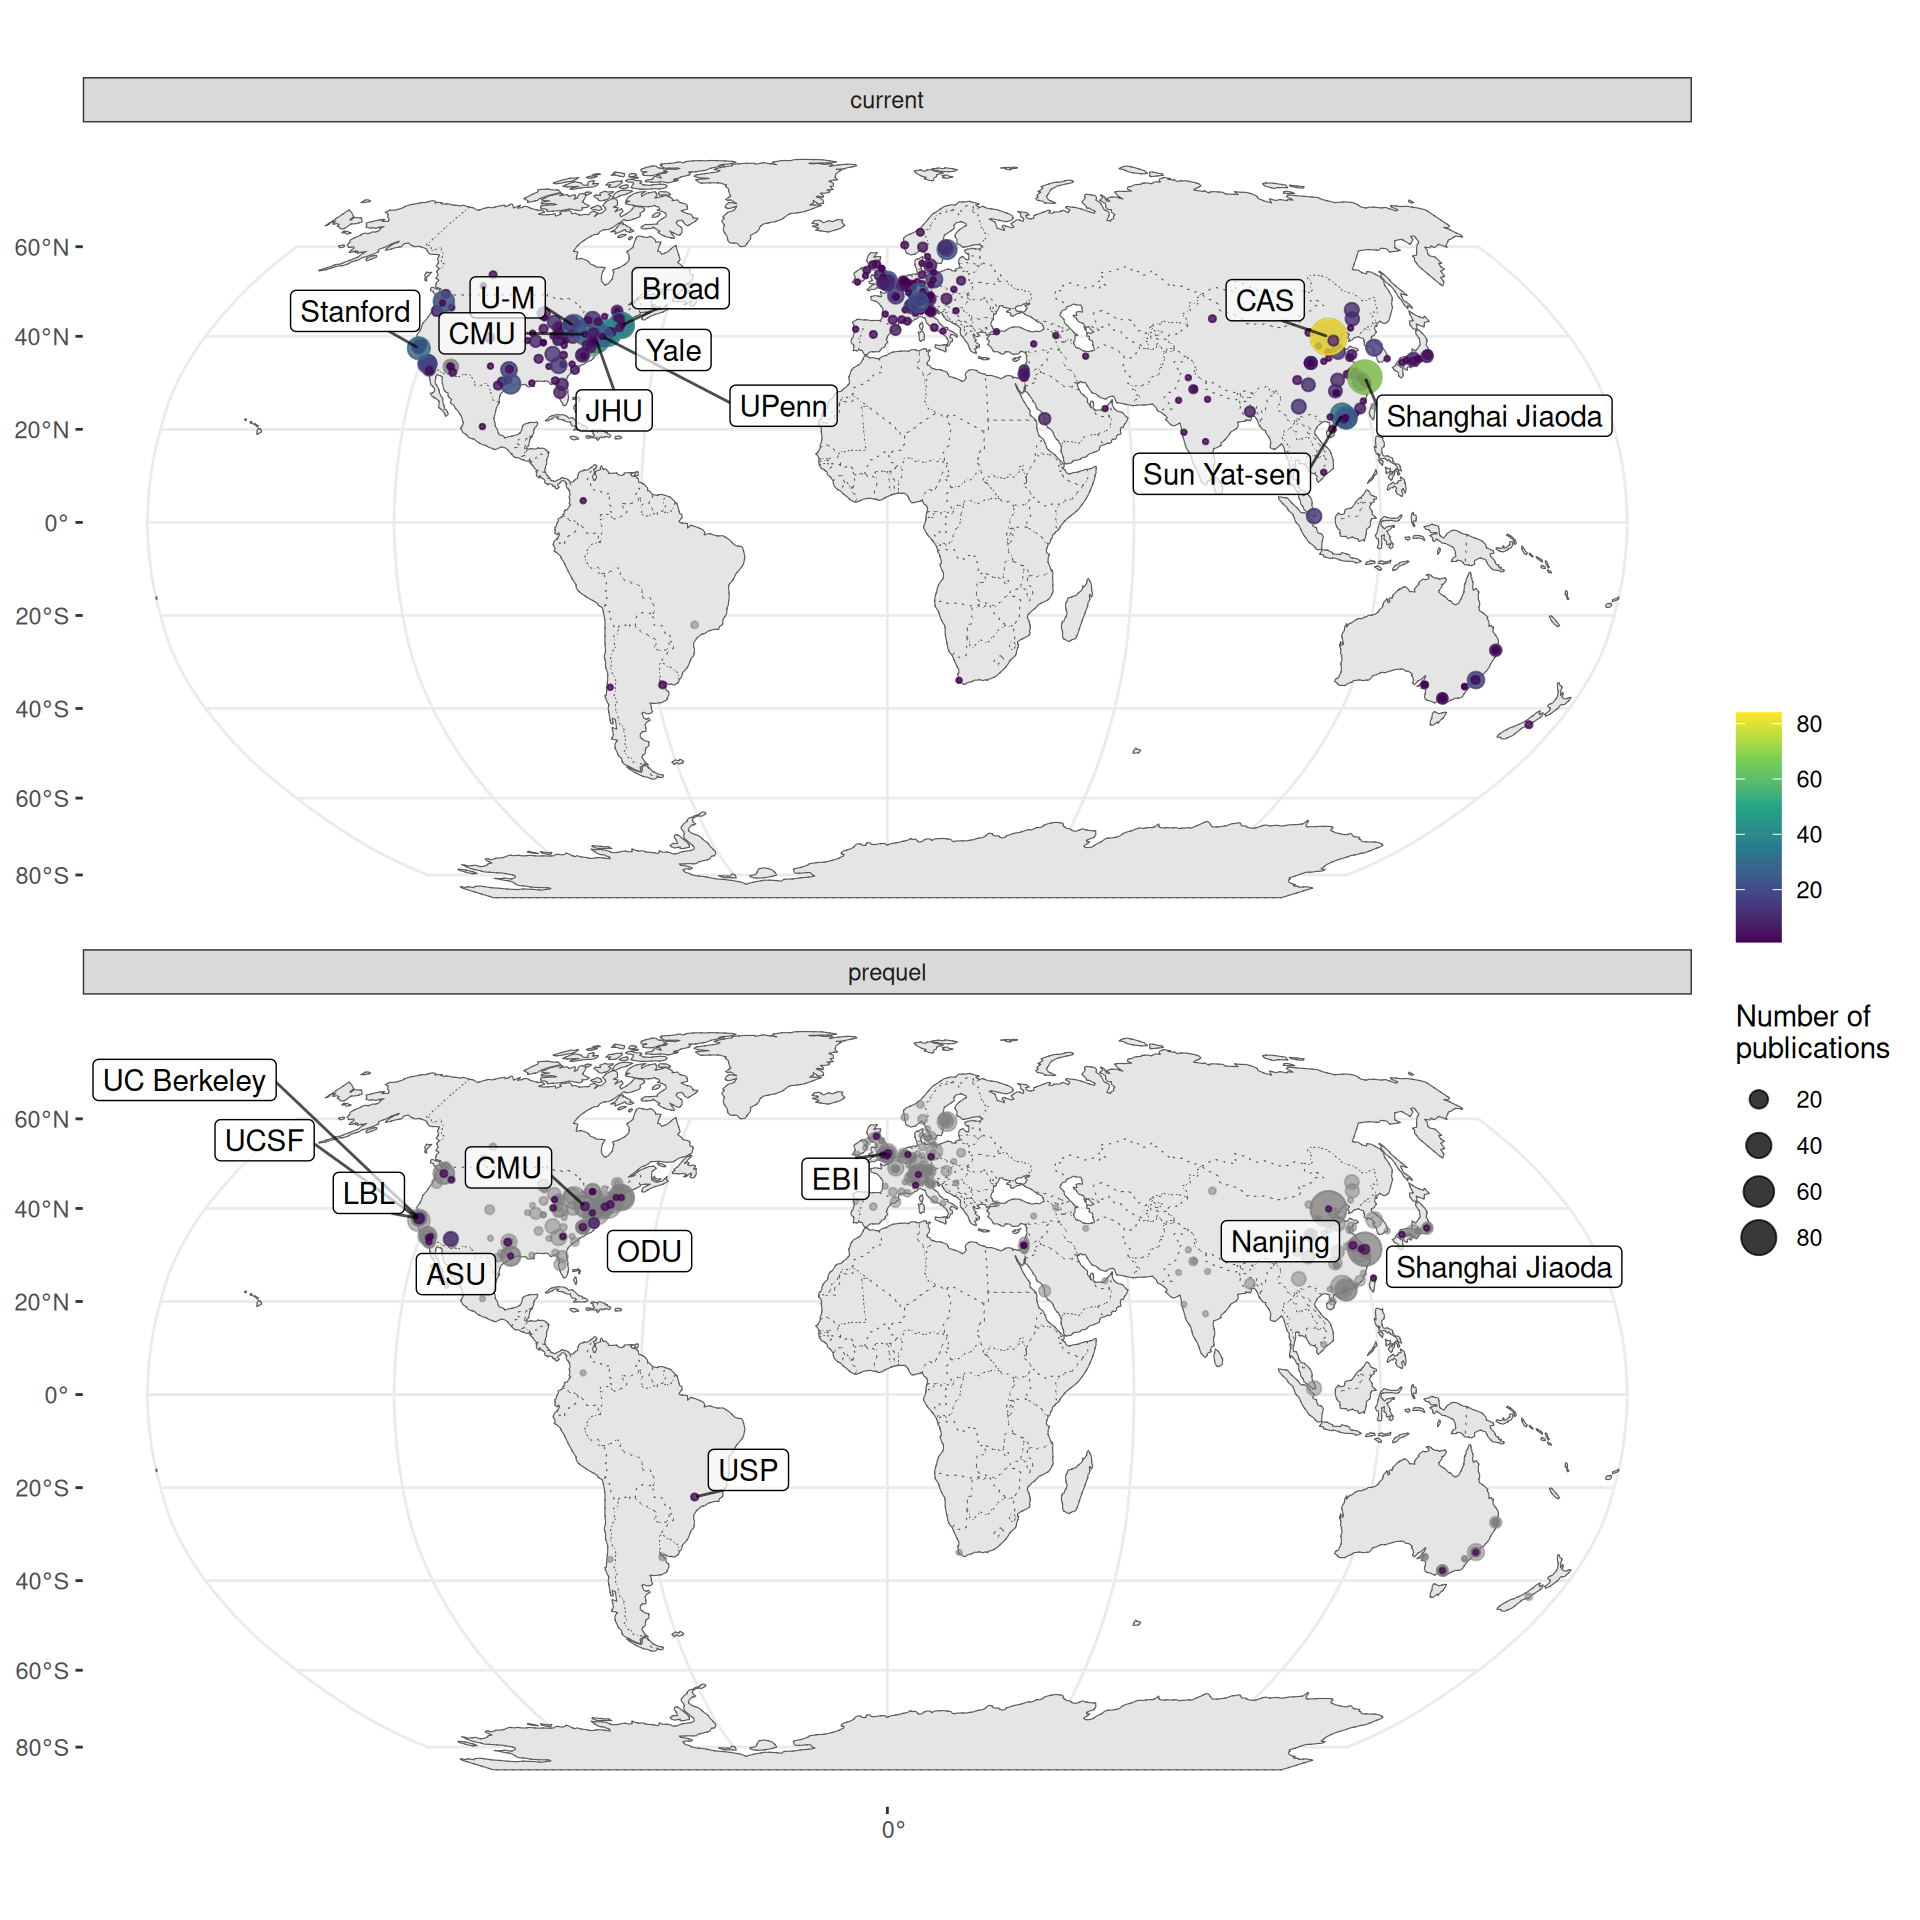 current
60°N
40°N
20°N
0°
20°S
40°S
60°S
80°S
Stanford
U-M
CMU
Broad
Yale
JHU
UPenn
CAS
Shanghai Jiaoda
Sun Yat-sen
80
60
40
20
prequel
60°N
40°N
20°N
0°
20°S
40°S
60°S
80°S
UC Berkeley
UCSF
LBL
CMU
ASU
ODU
EBI
Nanjing
Shanghai Jiaoda
USP
0°
Number of
publications
20
40
60
80